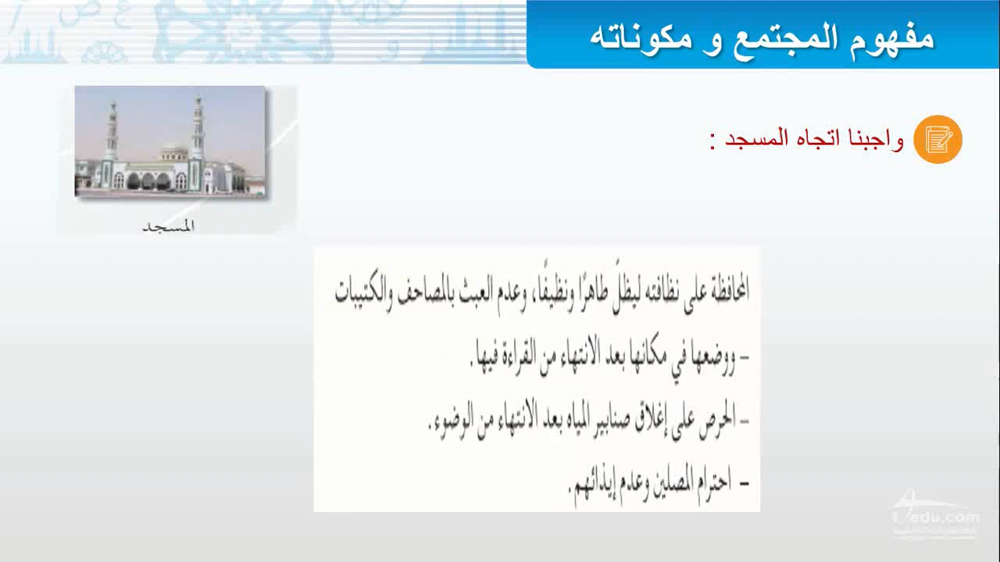 مفهوم المجتمع و مكوناته
واجبنا اتجاه المسجد :
المسجد
المحافظة على نظافته ليظلّ طاهرًا ونظيفًا، وعدم العبث بالمصاحف والكتيبات
– ووضعها في مكانها بعد الانتهاء من القراءة فيها.
– الحرص على إغلاق صنابير المياه بعد الانتهاء من الوضوء.
– احترام المصلين وعدم إيذائهم.